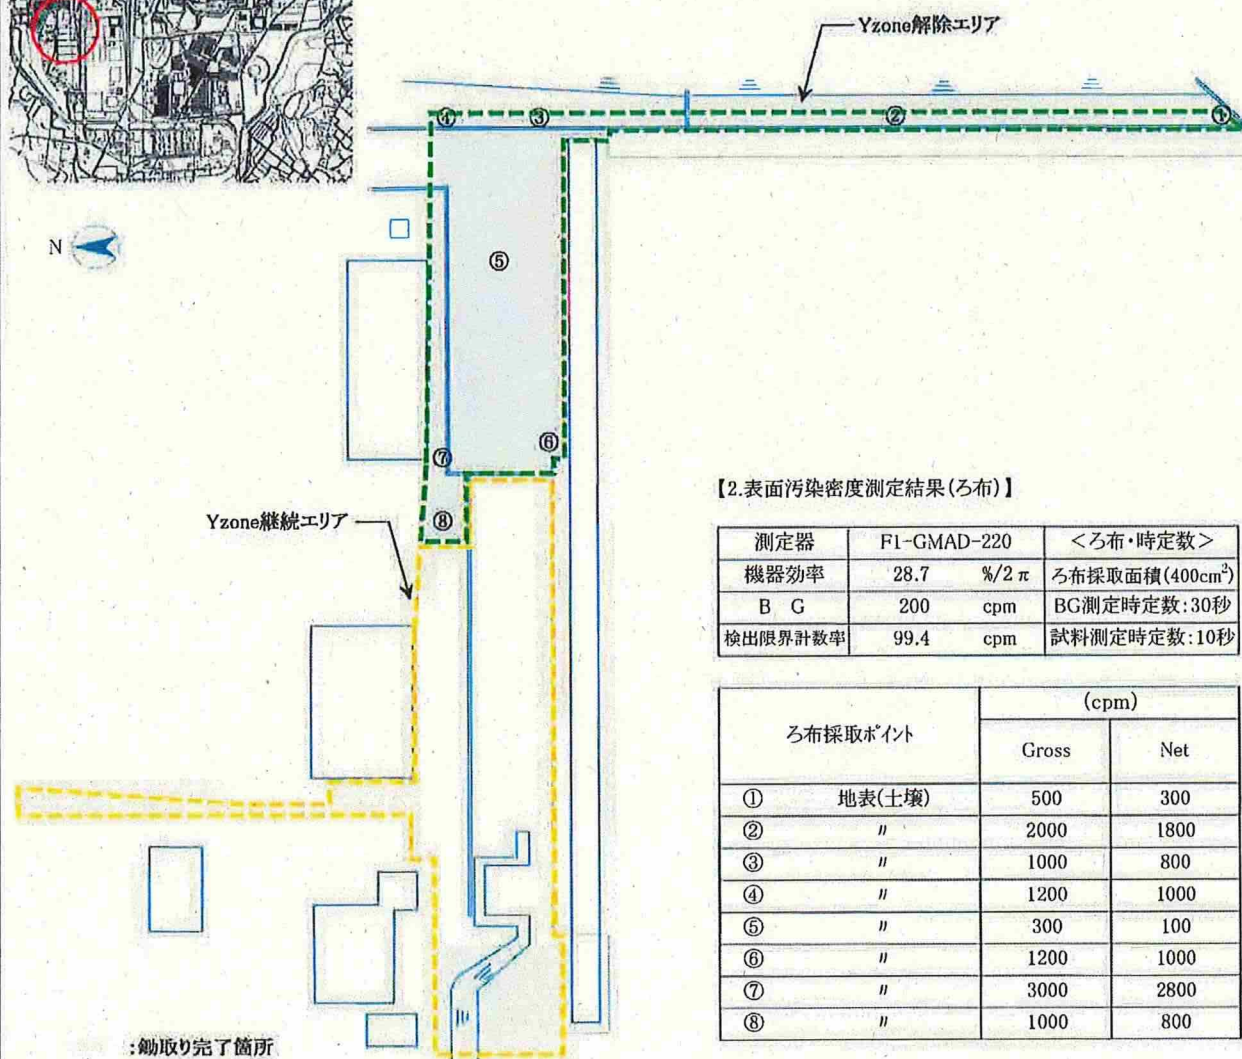 Yzone解除エリア
④ ③ ② ①
N
⑤
⑥
⑦
⑧
Yzone継続エリア
【2.表面汚染密度測定結果(ろ布)】
測定器 F1-GMAD-220 <ろ布・時定数>
機器効率 28.7 %/2π ろ布採取面積(400cm²)
B G 200 cpm BG測定時定数:30秒
検出限界計数率 99.4 cpm 試料測定時定数:10秒
ろ布採取ポイント (cpm)
Gross Net
① 地表(土壌) 500 300
② 〃 2000 1800
③ 〃 1000 800
④ 〃 1200 1000
⑤ 〃 300 100
⑥ 〃 1200 1000
⑦ 〃 3000 2800
⑧ 〃 1000 800
:鋤取り完了箇所